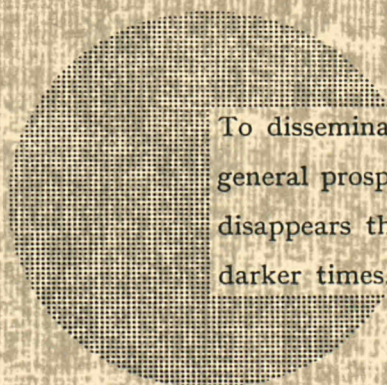 To dissemina
general prosp
disappears th
darker times.